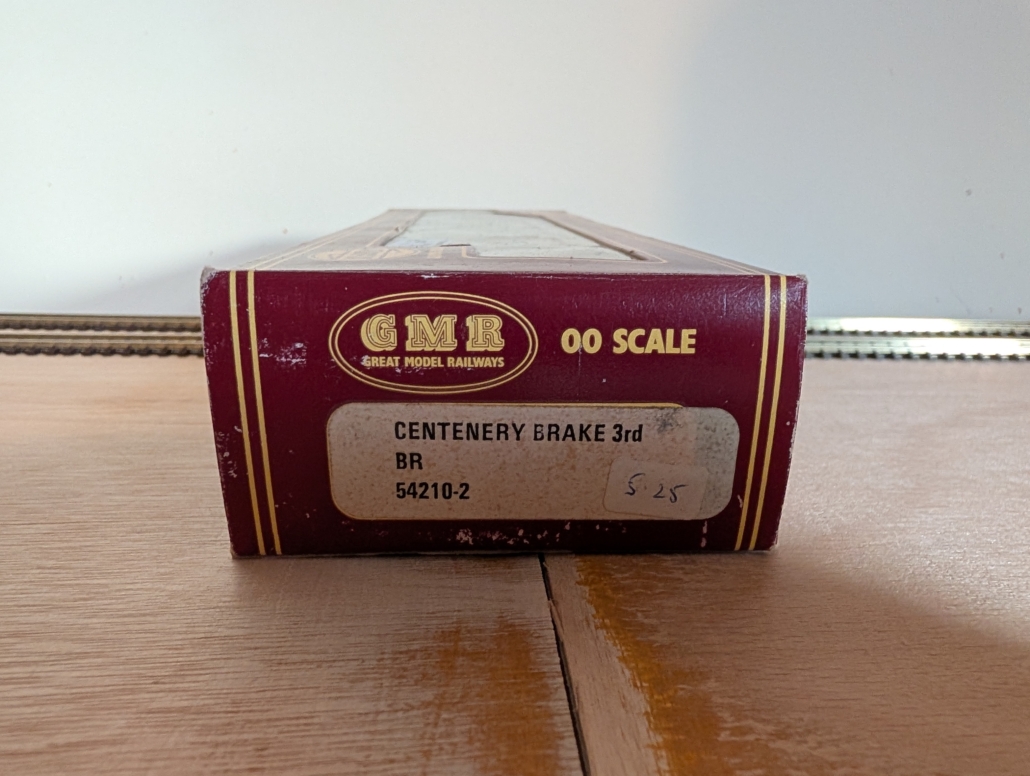 GMR
GREAT MODEL RAILWAYS
OO SCALE
CENTENERY BRAKE 3rd
BR
54210-2
5.25